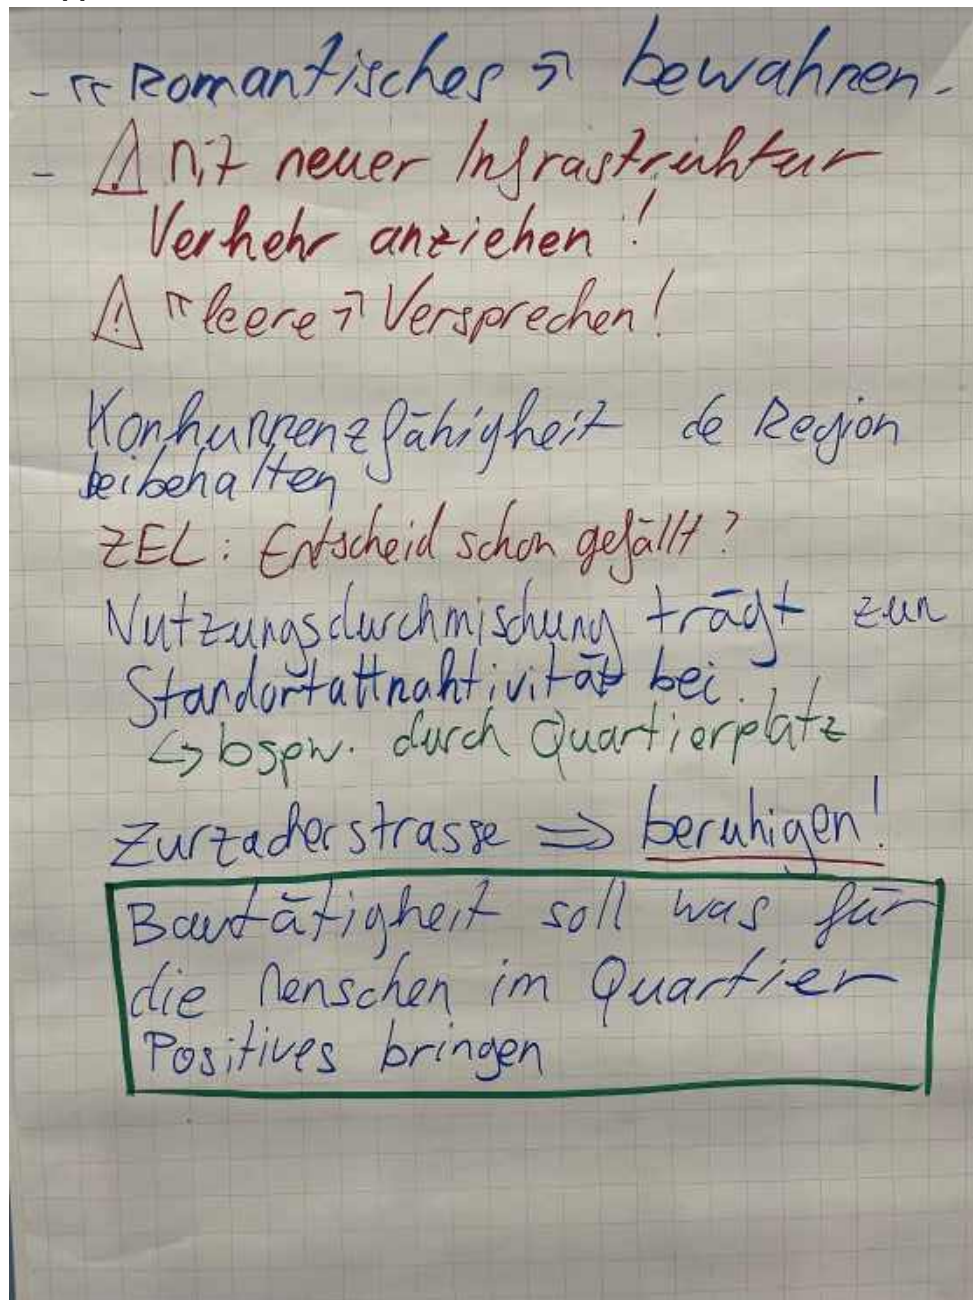 - «Romantisches» bewahren.
- ⚠ Mit neuer Infrastruktur
Verkehr anziehen!
⚠ «leere» Versprechen!
Konkurrenzfähigkeit de Region
beibehalten
ZEL: Entscheid schon gefällt?
Nutzungsdurchmischung trägt zur
Standortattraktivität bei
↳ bspw. durch Quartierplatz
Zurzacherstrasse ⇒ beruhigen!
Bautätigkeit soll was für
die Menschen im Quartier
Positives bringen